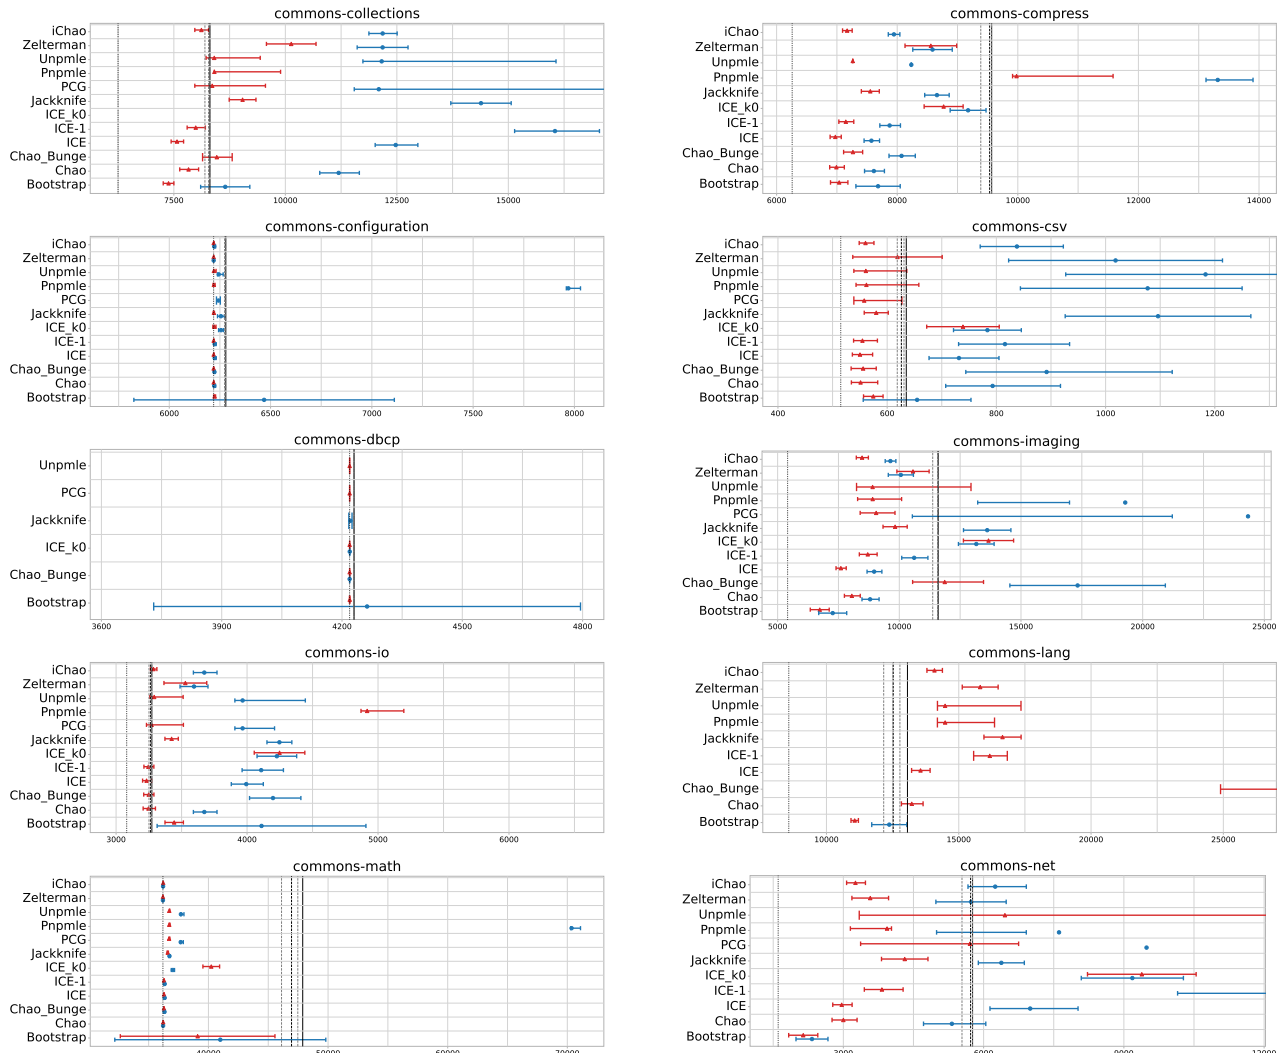 commons-collections
iChao
Zelterman
Unpmle
Pnpmle
PCG
Jackknife
ICE_k0
ICE-1
ICE
Chao_Bunge
Chao
Bootstrap
7500 10000 12500 15000
commons-compress
iChao
Zelterman
Unpmle
Pnpmle
Jackknife
ICE_k0
ICE-1
ICE
Chao_Bunge
Chao
Bootstrap
6000 8000 10000 12000 14000
commons-configuration
iChao
Zelterman
Unpmle
Pnpmle
PCG
Jackknife
ICE_k0
ICE-1
ICE
Chao_Bunge
Chao
Bootstrap
6000 6500 7000 7500 8000
commons-csv
iChao
Zelterman
Unpmle
Pnpmle
PCG
Jackknife
ICE_k0
ICE-1
ICE
Chao_Bunge
Chao
Bootstrap
400 600 800 1000 1200
commons-dbcp
Unpmle
PCG
Jackknife
ICE_k0
Chao_Bunge
Bootstrap
3600 3900 4200 4500 4800
commons-imaging
iChao
Zelterman
Unpmle
Pnpmle
PCG
Jackknife
ICE_k0
ICE-1
ICE
Chao_Bunge
Chao
Bootstrap
5000 10000 15000 20000 25000
commons-io
iChao
Zelterman
Unpmle
Pnpmle
PCG
Jackknife
ICE_k0
ICE-1
ICE
Chao_Bunge
Chao
Bootstrap
3000 4000 5000 6000
commons-lang
iChao
Zelterman
Unpmle
Pnpmle
Jackknife
ICE-1
ICE
Chao_Bunge
Chao
Bootstrap
10000 15000 20000 25000
commons-math
iChao
Zelterman
Unpmle
Pnpmle
PCG
Jackknife
ICE_k0
ICE-1
ICE
Chao_Bunge
Chao
Bootstrap
commons-net
iChao
Zelterman
Unpmle
Pnpmle
PCG
Jackknife
ICE_k0
ICE-1
ICE
Chao
Bootstrap